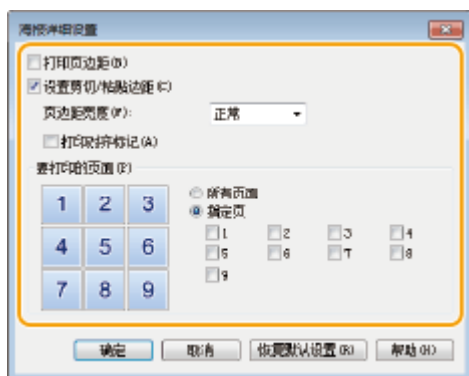 海报详细设置
打印页边距(B)
设置剪切/粘贴边距(C)
页边距宽度(W): 正常
打印对齐标记(A)
要打印的页面(P)
1 2 3
4 5 6
7 8 9
所有页面
指定页
1 2 3 4
5 6 7 8
9
确定 取消 恢复默认设置(R) 帮助(H)